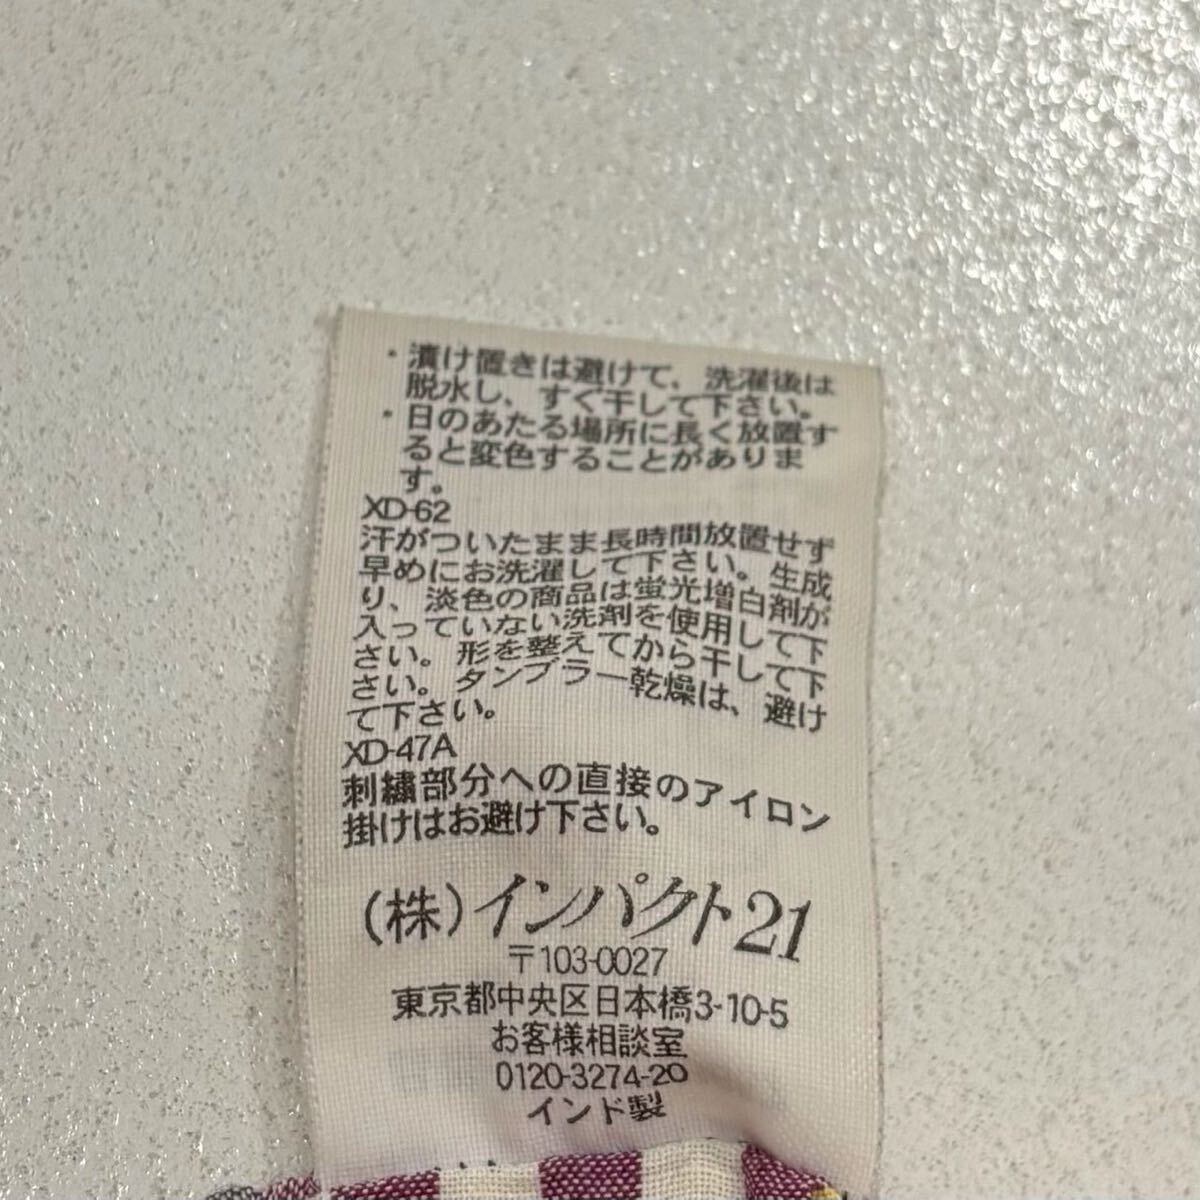 ・漬け置きは避けて、洗濯後は
脱水し、すぐ干して下さい。
・日のあたる場所に長く放置す
ると変色することがありま
す。
XD-62
汗がついたまま長時間放置せず
早めにお洗濯して下さい。生成
り、淡色の商品は蛍光増白剤が
入っていない洗剤を使用して下
さい。形を整えてから干して下
さい。タンブラー乾燥は、避け
て下さい。
XD-47A
刺繍部分への直接のアイロン
掛けはお避け下さい。
(株)インパクト21
〒103-0027
東京都中央区日本橋3-10-5
お客様相談室
0120-3274-20
インド製